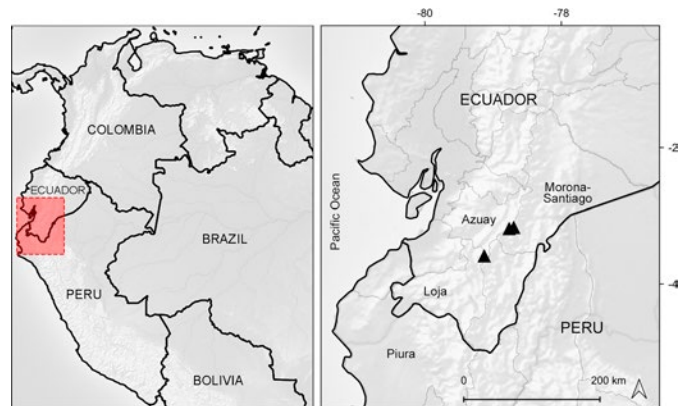 COLOMBIA
ECUADOR
BRAZIL
PERU
BOLIVIA
-80
-78
ECUADOR
-2
Morona-
Santiago
Pacific Ocean
Azuay
Loja
-4
PERU
Piura
0
200 km